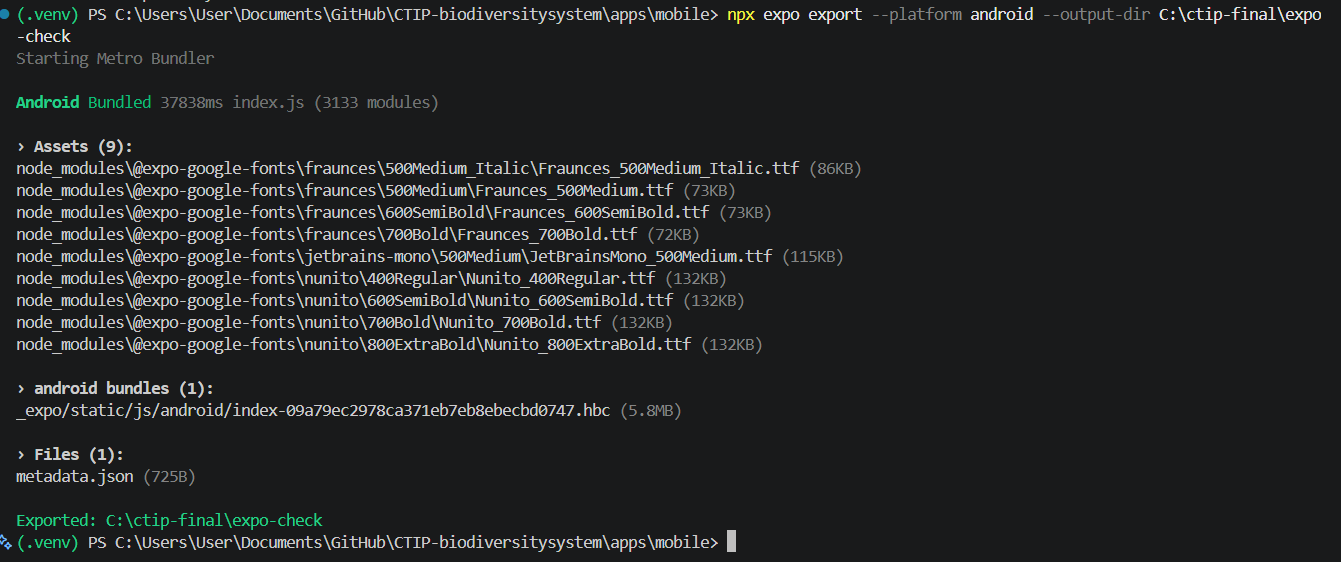 (.venv) PS C:\Users\User\Documents\GitHub\CTIP-biodiversitysystem\apps\mobile> npx expo export --platform android --output-dir C:\ctip-final\expo
-check
Starting Metro Bundler
Android Bundled 37838ms index.js (3133 modules)
› Assets (9):
node_modules\@expo-google-fonts\fraunces\500Medium_Italic\Fraunces_500Medium_Italic.ttf (86KB)
node_modules\@expo-google-fonts\fraunces\500Medium\Fraunces_500Medium.ttf (73KB)
node_modules\@expo-google-fonts\fraunces\600SemiBold\Fraunces_600SemiBold.ttf (73KB)
node_modules\@expo-google-fonts\fraunces\700Bold\Fraunces_700Bold.ttf (72KB)
node_modules\@expo-google-fonts\jetbrains-mono\500Medium\JetBrainsMono_500Medium.ttf (115KB)
node_modules\@expo-google-fonts\nunito\400Regular\Nunito_400Regular.ttf (132KB)
node_modules\@expo-google-fonts\nunito\600SemiBold\Nunito_600SemiBold.ttf (132KB)
node_modules\@expo-google-fonts\nunito\700Bold\Nunito_700Bold.ttf (132KB)
node_modules\@expo-google-fonts\nunito\800ExtraBold\Nunito_800ExtraBold.ttf (132KB)
› android bundles (1):
_expo/static/js/android/index-09a79ec2978ca371eb7eb8ebecbd0747.hbc (5.8MB)
› Files (1):
metadata.json (725B)
Exported: C:\ctip-final\expo-check
(.venv) PS C:\Users\User\Documents\GitHub\CTIP-biodiversitysystem\apps\mobile>